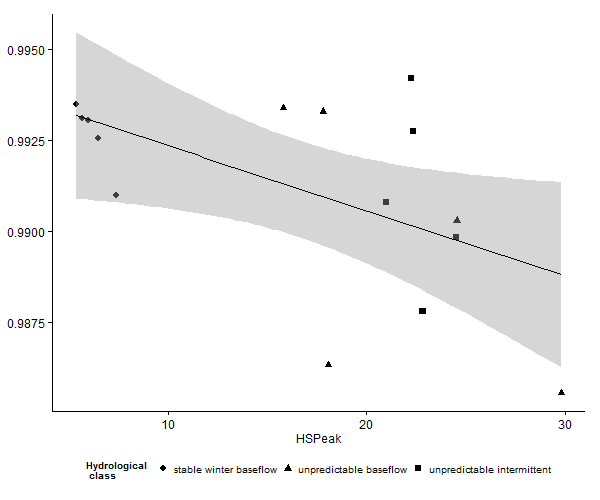 0.9950
0.9925
0.9900
0.9875
10 20 30
HSPeak
Hydrological
class
stable winter baseflow unpredictable baseflow unpredictable intermittent